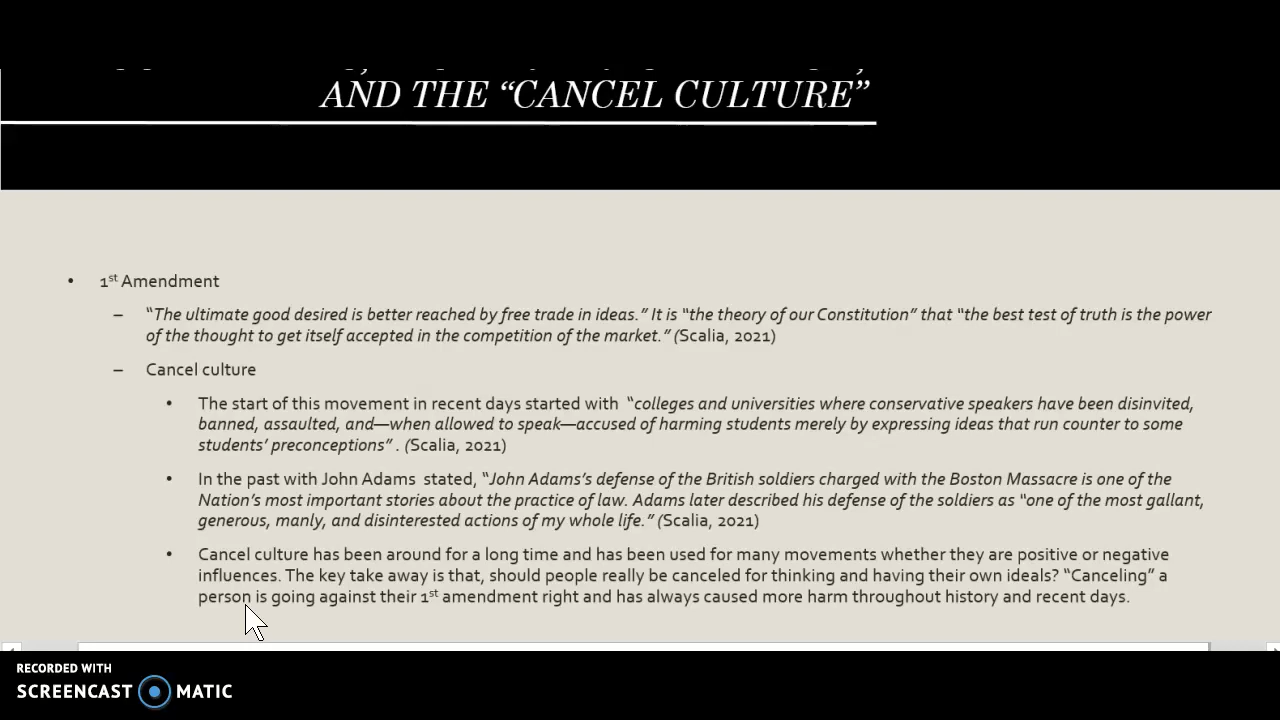 AND THE “CANCEL CULTURE”
• 1st Amendment
– “The ultimate good desired is better reached by free trade in ideas.” It is “the theory of our Constitution” that “the best test of truth is the power
of the thought to get itself accepted in the competition of the market.” (Scalia, 2021)
– Cancel culture
• The start of this movement in recent days started with “colleges and universities where conservative speakers have been disinvited,
banned, assaulted, and—when allowed to speak—accused of harming students merely by expressing ideas that run counter to some
students’ preconceptions” . (Scalia, 2021)
• In the past with John Adams stated, “John Adams’s defense of the British soldiers charged with the Boston Massacre is one of the
Nation’s most important stories about the practice of law. Adams later described his defense of the soldiers as “one of the most gallant,
generous, manly, and disinterested actions of my whole life.” (Scalia, 2021)
• Cancel culture has been around for a long time and has been used for many movements whether they are positive or negative
influences. The key take away is that, should people really be canceled for thinking and having their own ideals? “Canceling” a
person is going against their 1st amendment right and has always caused more harm throughout history and recent days.
RECORDED WITH
SCREENCAST MATIC